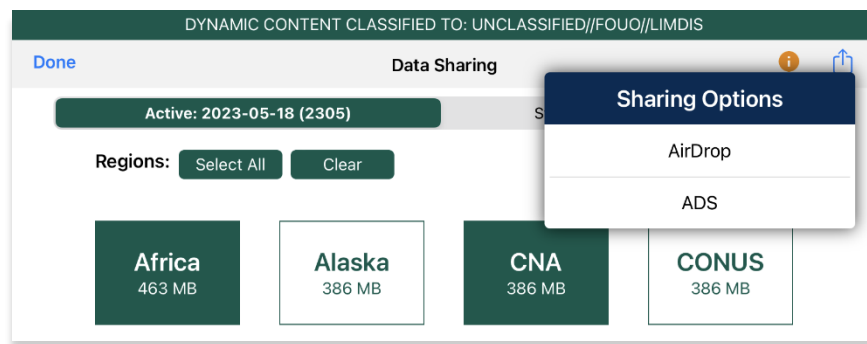 DYNAMIC CONTENT CLASSIFIED TO: UNCLASSIFIED//FOUO//LIMDIS
Done
Data Sharing
Sharing Options
Active: 2023-05-18 (2305)
S
AirDrop
Regions:
Select All
Clear
ADS
Africa
463 MB
Alaska
386 MB
CNA
386 MB
CONUS
386 MB